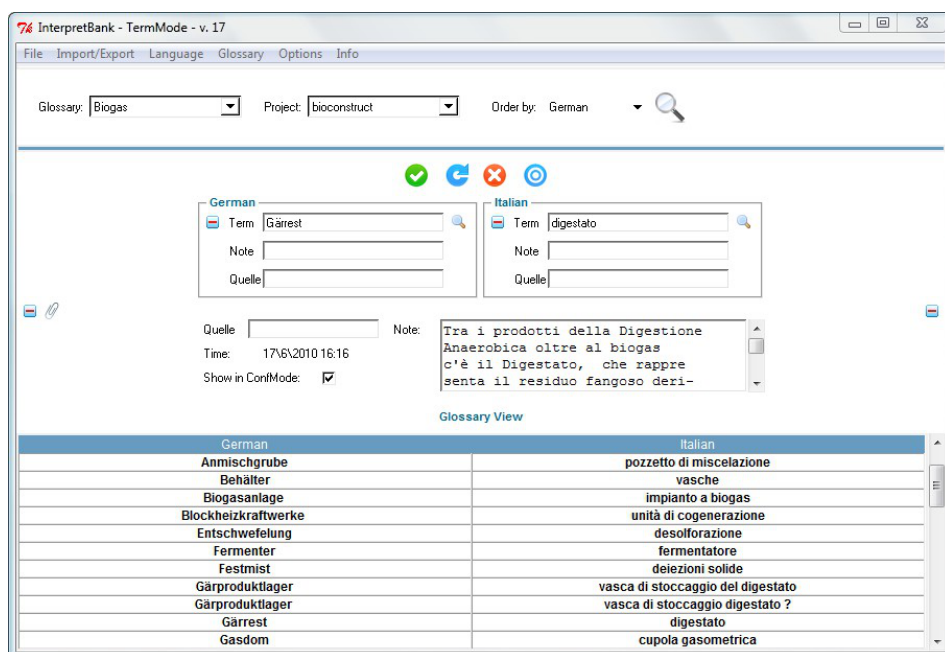 InterpretBank - TermMode - v. 17
File Import/Export Language Glossary Options Info
Glossary: Biogas Project: bioconstruct Order by: German
German Italian
Term Gärrest Term digestato
Note Note
Quelle Quelle
Quelle Note: Tra i prodotti della Digestione
Time: 17\6\2010 16:16 Anaerobica oltre al biogas
c'è il Digestato, che rappre
Show in ConfMode: senta il residuo fangoso deri-
Glossary View
German Italian
Anmischgrube pozzetto di miscelazione
Behälter vasche
Biogasanlage impianto a biogas
Blockheizkraftwerke unità di cogenerazione
Entschwefelung desolforazione
Fermenter fermentatore
Festmist deiezioni solide
Gärproduktlager vasca di stoccaggio del digestato
Gärproduktlager vasca di stoccaggio digestato ?
Gärrest digestato
Gasdom cupola gasometrica